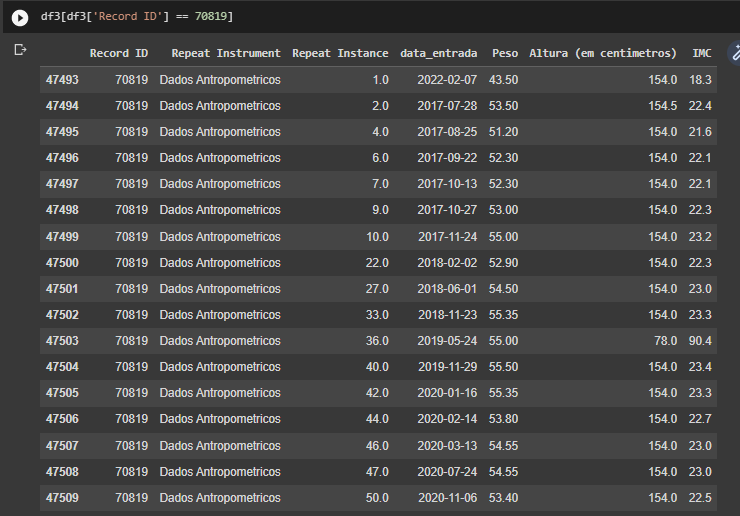 df3[df3['Record ID'] == 70819]
Record ID Repeat Instrument Repeat Instance data_entrada Peso Altura (em centimetros) IMC
47493 70819 Dados Antropometricos 1.0 2022-02-07 43.50 154.0 18.3
47494 70819 Dados Antropometricos 2.0 2017-07-28 53.50 154.5 22.4
47495 70819 Dados Antropometricos 4.0 2017-08-25 51.20 154.0 21.6
47496 70819 Dados Antropometricos 6.0 2017-09-22 52.30 154.0 22.1
47497 70819 Dados Antropometricos 7.0 2017-10-13 52.30 154.0 22.1
47498 70819 Dados Antropometricos 9.0 2017-10-27 53.00 154.0 22.3
47499 70819 Dados Antropometricos 10.0 2017-11-24 55.00 154.0 23.2
47500 70819 Dados Antropometricos 22.0 2018-02-02 52.90 154.0 22.3
47501 70819 Dados Antropometricos 27.0 2018-06-01 54.50 154.0 23.0
47502 70819 Dados Antropometricos 33.0 2018-11-23 55.35 154.0 23.3
47503 70819 Dados Antropometricos 36.0 2019-05-24 55.00 78.0 90.4
47504 70819 Dados Antropometricos 40.0 2019-11-29 55.50 154.0 23.4
47505 70819 Dados Antropometricos 42.0 2020-01-16 55.35 154.0 23.3
47506 70819 Dados Antropometricos 44.0 2020-02-14 53.80 154.0 22.7
47507 70819 Dados Antropometricos 46.0 2020-03-13 54.55 154.0 23.0
47508 70819 Dados Antropometricos 47.0 2020-07-24 54.55 154.0 23.0
47509 70819 Dados Antropometricos 50.0 2020-11-06 53.40 154.0 22.5